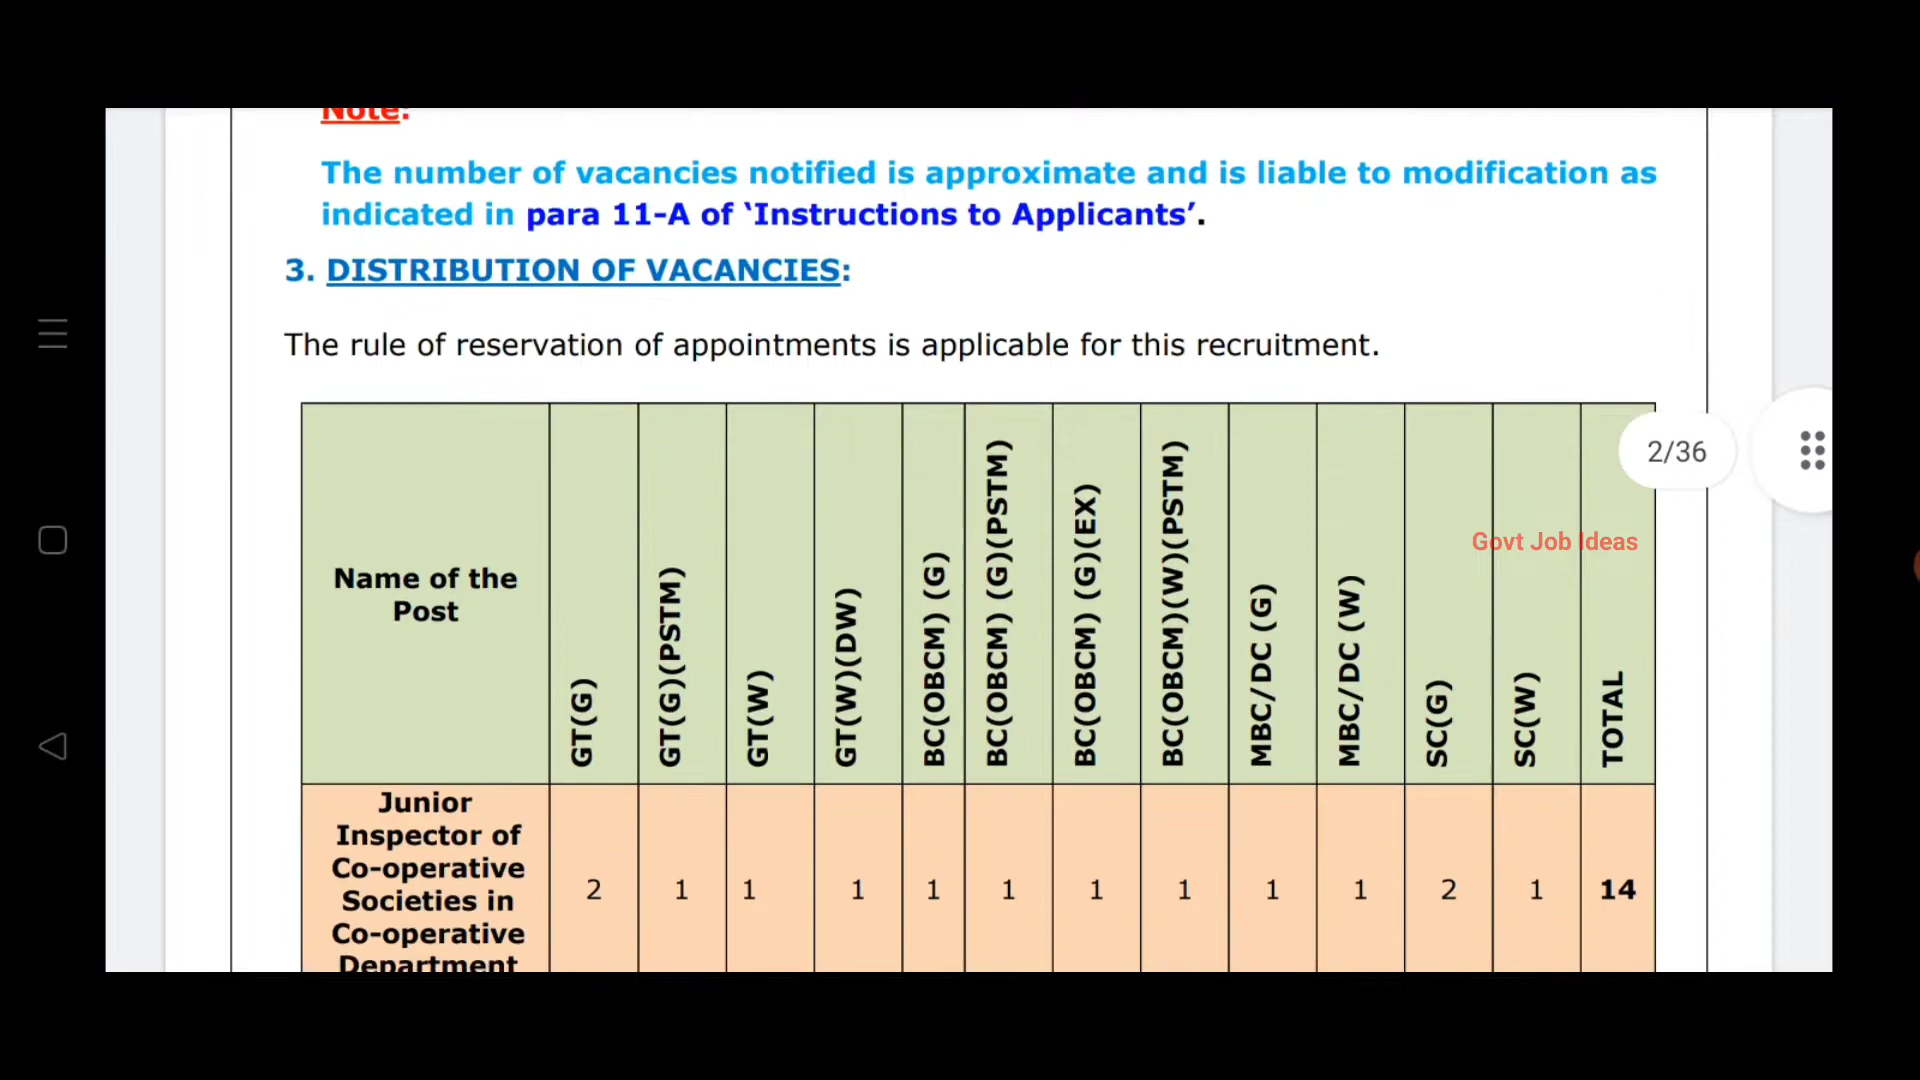 Note:
The number of vacancies notified is approximate and is liable to modification as
indicated in para 11-A of ‘Instructions to Applicants’.
3. DISTRIBUTION OF VACANCIES:
The rule of reservation of appointments is applicable for this recruitment.
2/36
Govt Job Ideas
Name of the
Post
GT(G)
GT(G)(PSTM)
GT(W)
GT(W)(DW)
BC(OBCM) (G)
BC(OBCM) (G)(PSTM)
BC(OBCM) (G)(EX)
BC(OBCM)(W)(PSTM)
MBC/DC (G)
MBC/DC (W)
SC(G)
SC(W)
TOTAL
Junior
Inspector of
Co-operative
Societies in
Co-operative
Department
2 1 1 1 1 1 1 1 1 1 2 1 14